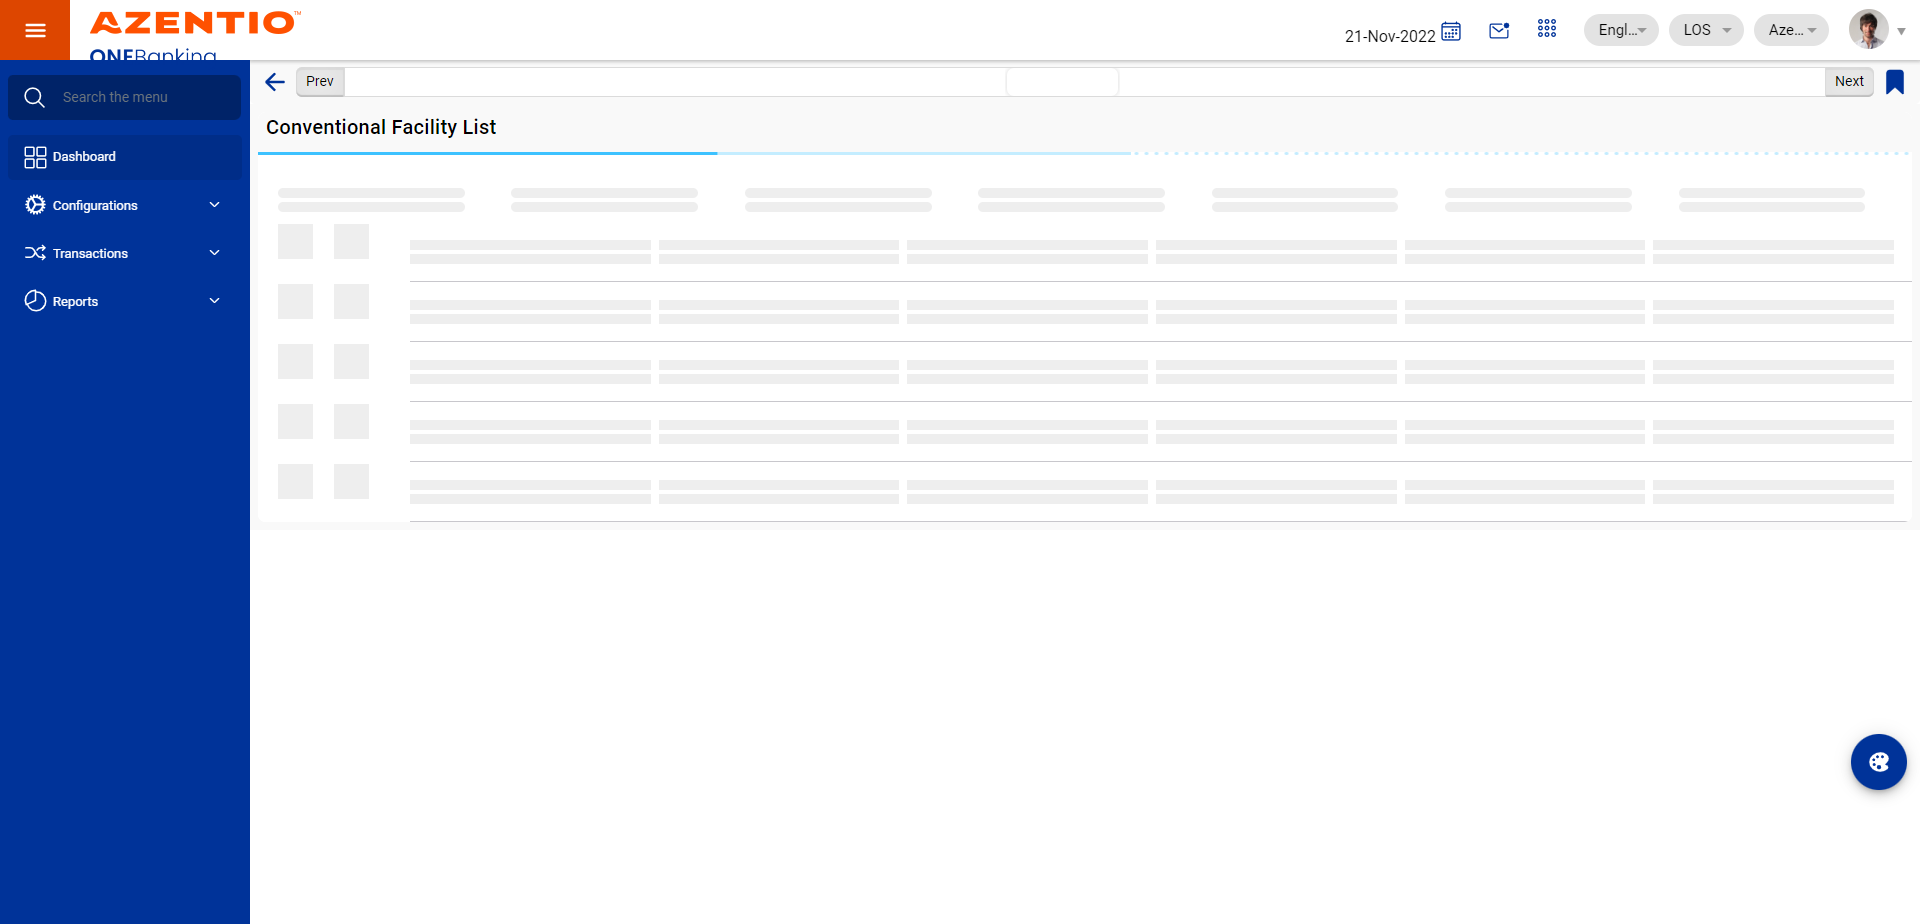 AZENTIO™
ONEBanking
21-Nov-2022
Engl...
LOS
Aze...
Search the menu
Prev
Next
Conventional Facility List
Dashboard
Configurations
Transactions
Reports